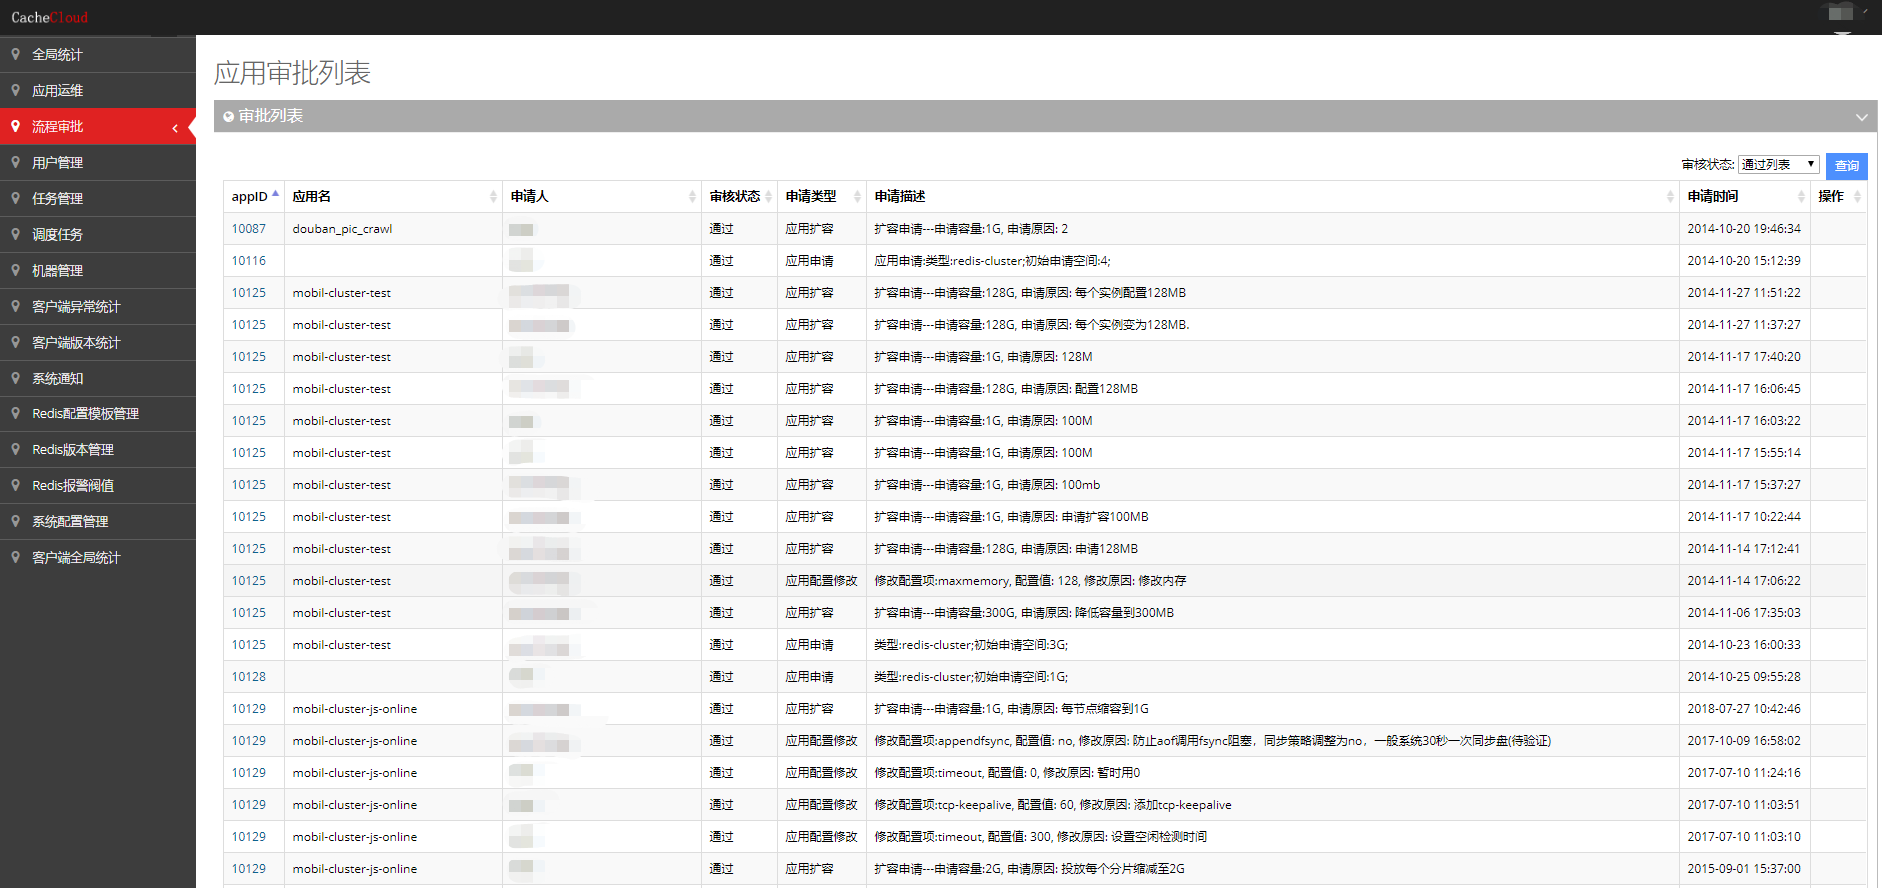 CacheCloud
全局统计
应用运维
流程审批
用户管理
任务管理
调度任务
机器管理
客户端异常统计
客户端版本统计
系统通知
Redis配置模板管理
Redis版本管理
Redis报警阀值
系统配置管理
客户端全局统计
应用审批列表
审批列表
审核状态: 通过列表 查询
appID 应用名 申请人 审核状态 申请类型 申请描述 申请时间 操作
10087 douban_pic_crawl 通过 应用扩容 扩容申请---申请容量:1G, 申请原因: 2 2014-10-20 19:46:34
10116 通过 应用申请 应用申请:类型:redis-cluster;初始申请空间:4; 2014-10-20 15:12:39
10125 mobil-cluster-test 通过 应用扩容 扩容申请---申请容量:128G, 申请原因: 每个实例配置128MB 2014-11-27 11:51:22
10125 mobil-cluster-test 通过 应用扩容 扩容申请---申请容量:128G, 申请原因: 每个实例变为128MB. 2014-11-27 11:37:27
10125 mobil-cluster-test 通过 应用扩容 扩容申请---申请容量:1G, 申请原因: 128M 2014-11-17 17:40:20
10125 mobil-cluster-test 通过 应用扩容 扩容申请---申请容量:128G, 申请原因: 配置128MB 2014-11-17 16:06:45
10125 mobil-cluster-test 通过 应用扩容 扩容申请---申请容量:1G, 申请原因: 100M 2014-11-17 16:03:22
10125 mobil-cluster-test 通过 应用扩容 扩容申请---申请容量:1G, 申请原因: 100M 2014-11-17 15:55:14
10125 mobil-cluster-test 通过 应用扩容 扩容申请---申请容量:1G, 申请原因: 100mb 2014-11-17 15:37:27
10125 mobil-cluster-test 通过 应用扩容 扩容申请---申请容量:1G, 申请原因: 申请扩容100MB 2014-11-17 10:22:44
10125 mobil-cluster-test 通过 应用扩容 扩容申请---申请容量:128G, 申请原因: 申请128MB 2014-11-14 17:12:41
10125 mobil-cluster-test 通过 应用配置修改 修改配置项:maxmemory, 配置值: 128, 修改原因: 修改内存 2014-11-14 17:06:22
10125 mobil-cluster-test 通过 应用扩容 扩容申请---申请容量:300G, 申请原因: 降低容量到300MB 2014-11-06 17:35:03
10125 mobil-cluster-test 通过 应用申请 类型:redis-cluster;初始申请空间:3G; 2014-10-23 16:00:33
10128 通过 应用申请 类型:redis-cluster;初始申请空间:1G; 2014-10-25 09:55:28
10129 mobil-cluster-js-online 通过 应用扩容 扩容申请---申请容量:1G, 申请原因: 每节点缩容到1G 2018-07-27 10:42:46
10129 mobil-cluster-js-online 通过 应用配置修改 修改配置项:appendfsync, 配置值: no, 修改原因: 防止aof调用fsync阻塞，同步策略调整为no，一般系统30秒一次同步盘(待验证) 2017-10-09 16:58:02
10129 mobil-cluster-js-online 通过 应用配置修改 修改配置项:timeout, 配置值: 0, 修改原因: 暂时用0 2017-07-10 11:24:16
10129 mobil-cluster-js-online 通过 应用配置修改 修改配置项:tcp-keepalive, 配置值: 60, 修改原因: 添加tcp-keepalive 2017-07-10 11:03:51
10129 mobil-cluster-js-online 通过 应用配置修改 修改配置项:timeout, 配置值: 300, 修改原因: 设置空闲检测时间 2017-07-10 11:03:10
10129 mobil-cluster-js-online 通过 应用扩容 扩容申请---申请容量:2G, 申请原因: 投放每个分片缩减至2G 2015-09-01 15:37:00